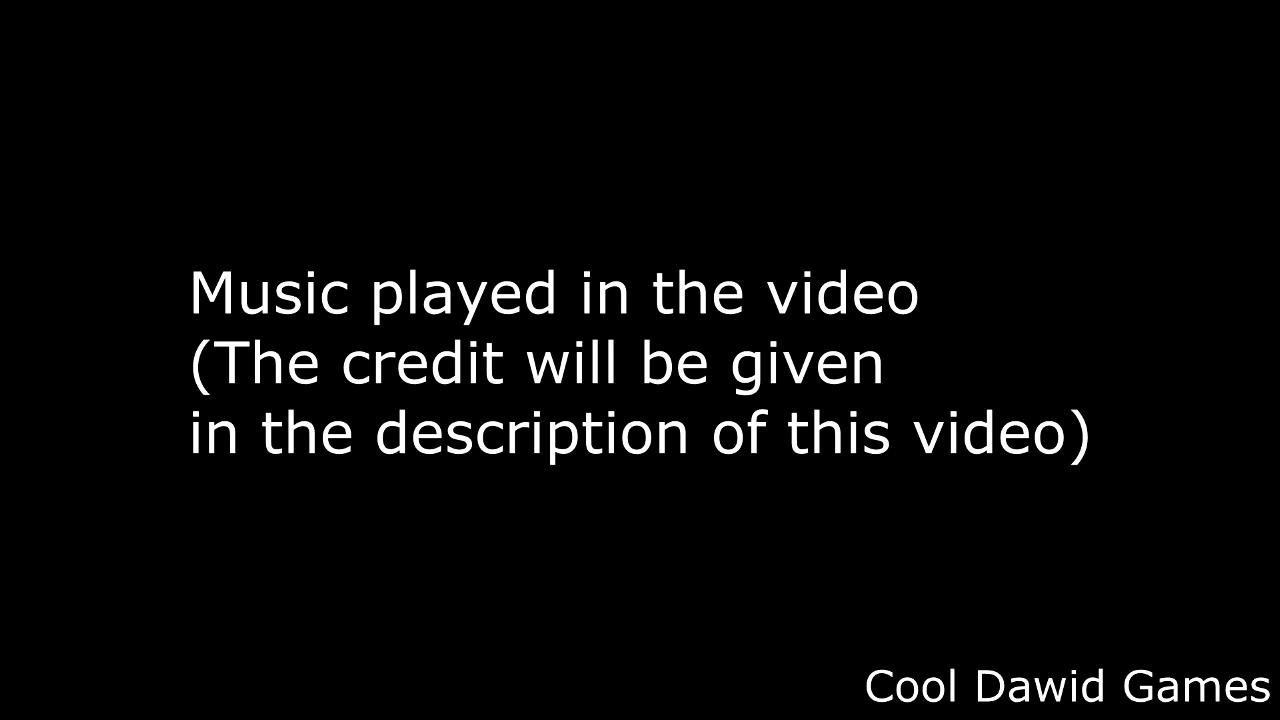 Music played in the video
(The credit will be given
in the description of this video)
Cool Dawid Games